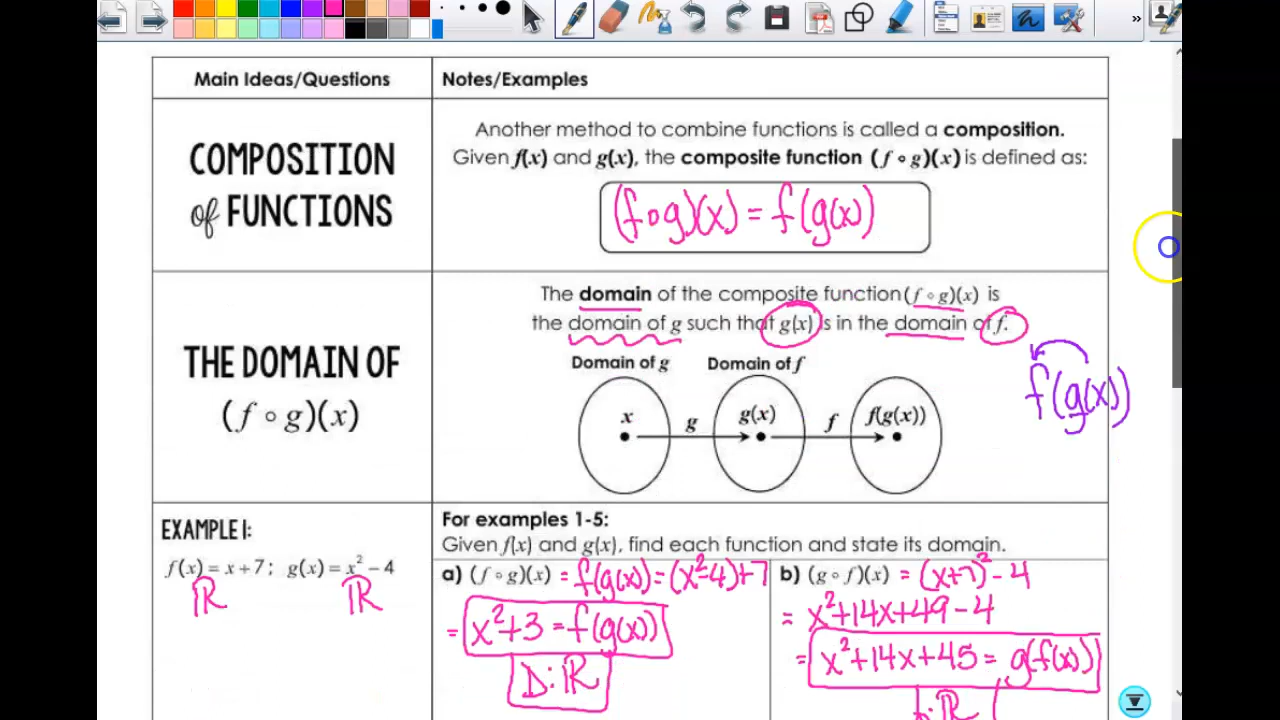 Main Ideas/Questions
Notes/Examples
COMPOSITION
of FUNCTIONS
Another method to combine functions is called a composition.
Given f(x) and g(x), the composite function (f ∘ g)(x) is defined as:
(f∘g)(x) = f(g(x))
THE DOMAIN OF
(f ∘ g)(x)
The domain of the composite function (f ∘ g)(x) is
the domain of g such that g(x) is in the domain of f.
Domain of g Domain of f
x g g(x) f f(g(x))
f(g(x))
EXAMPLE 1:
f(x) = x + 7; g(x) = x² − 4
ℝ ℝ
For examples 1-5:
Given f(x) and g(x), find each function and state its domain.
a) (f ∘ g)(x) = f(g(x)) = (x²−4)+7
= x²+3 = f(g(x))
D: ℝ
b) (g ∘ f)(x) = (x+7)² − 4
= x²+14x+49−4
= x²+14x+45 = g(f(x))
D: ℝ